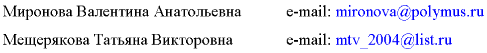 Миронова Валентина Анатольевна e-mail: mironova@polymus.ru
Мещерякова Татьяна Викторовна e-mail: mtv_2004@list.ru